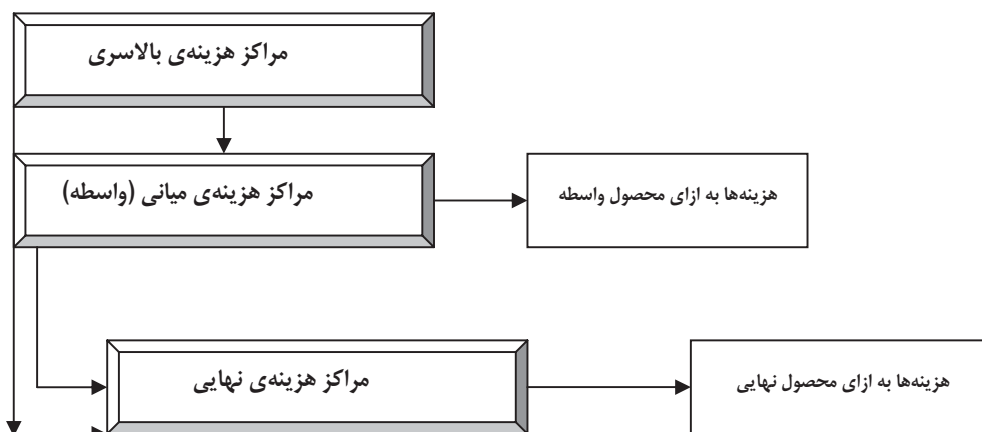 مراکز هزینه‌ی بالاسری
مراکز هزینه‌ی میانی (واسطه)
هزینه‌ها به ازای محصول واسطه
مراکز هزینه‌ی نهایی
هزینه‌ها به ازای محصول نهایی